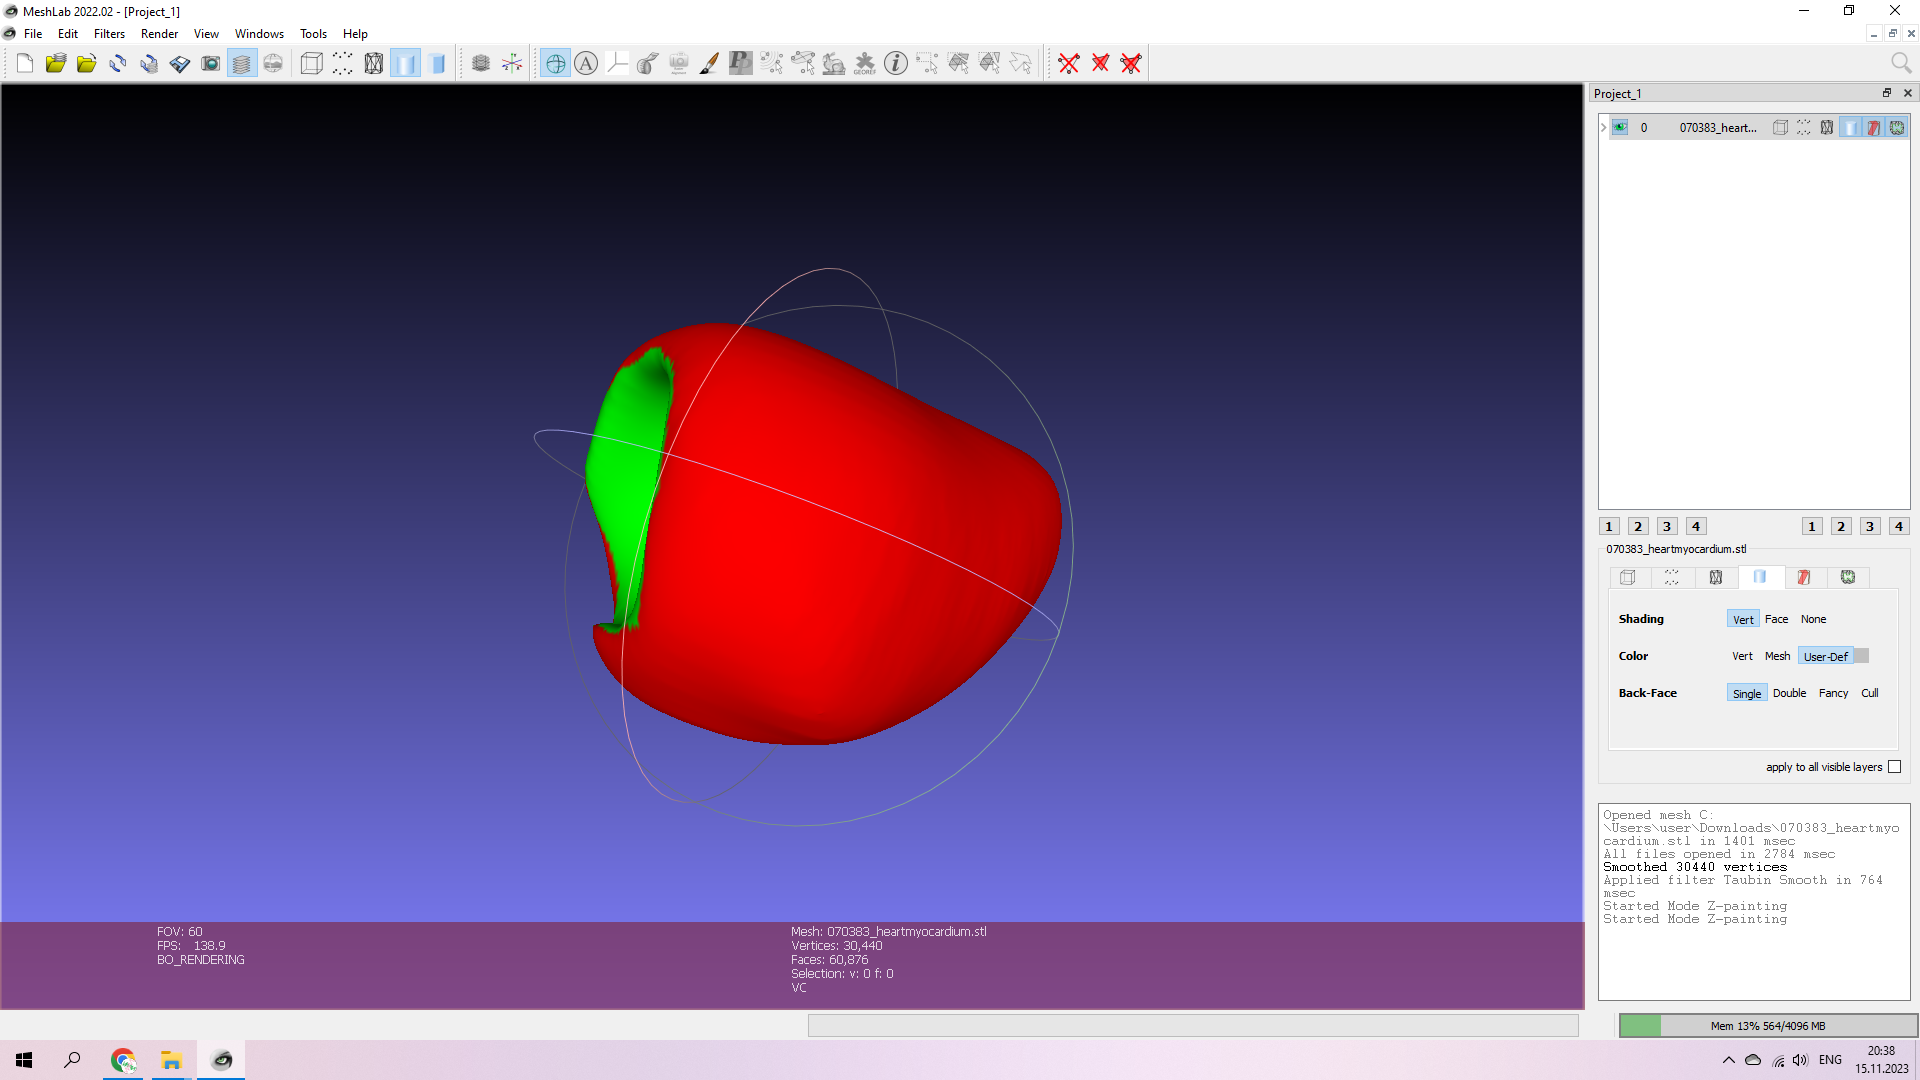 MeshLab 2022.02 - [Project_1]
File Edit Filters Render View Windows Tools Help
A
GEOREF
Project_1
0 070383_heart...
1 2 3 4 1 2 3 4
070383_heartmyocardium.stl
Shading Vert Face None
Color Vert Mesh User-Def
Back-Face Single Double Fancy Cull
apply to all visible layers
Opened mesh C:
\Users\user\Downloads\070383_heartmyo
cardium.stl in 1401 msec
All files opened in 2784 msec
Smoothed 30440 vertices
Applied filter Taubin Smooth in 764
msec
Started Mode Z-painting
Started Mode Z-painting
FOV: 60
FPS: 138.9
BO_RENDERING
Mesh: 070383_heartmyocardium.stl
Vertices: 30,440
Faces: 60,876
Selection: v: 0 f: 0
VC
Mem 13% 564/4096 MB
ENG
20:38
15.11.2023